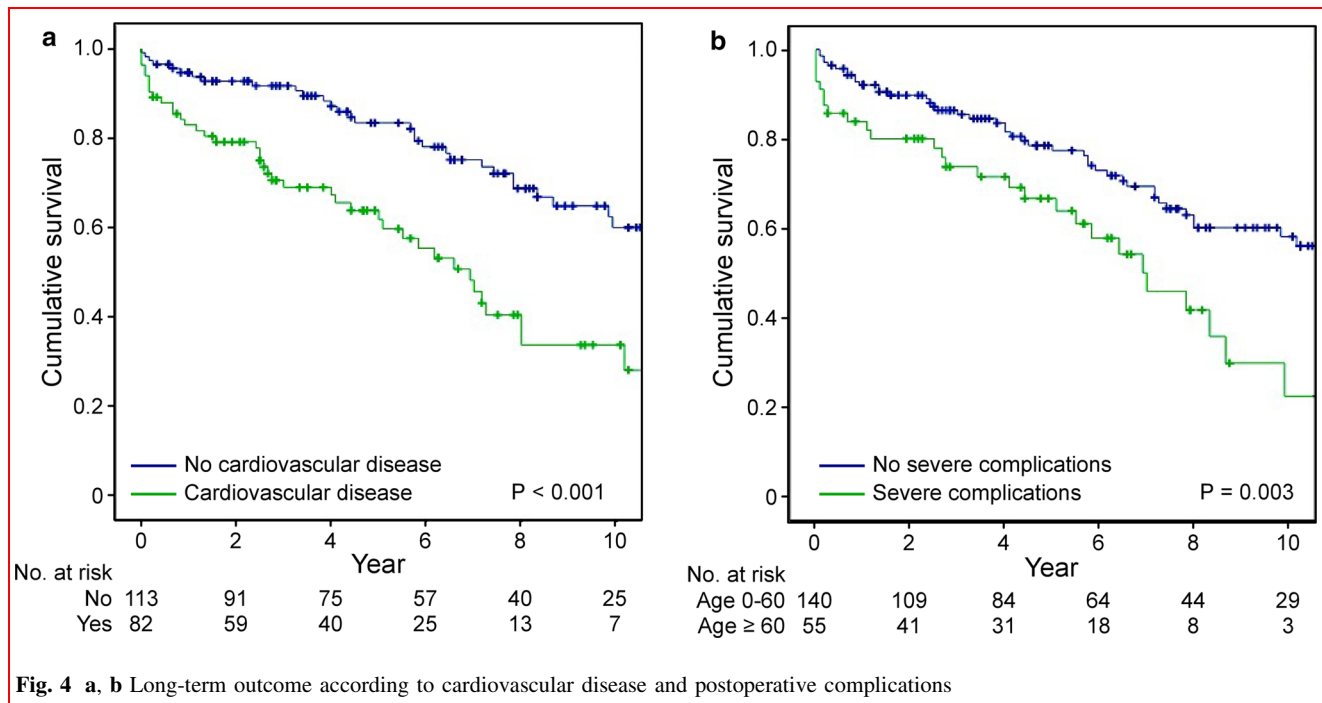 a
1.0
0.8
0.6
0.4
0.2
0
Cumulative survival
No cardiovascular disease
Cardiovascular disease
P < 0.001
0 2 4 6 8 10
Year
No. at risk
No 113 91 75 57 40 25
Yes 82 59 40 25 13 7
b
1.0
0.8
0.6
0.4
0.2
0
Cumulative survival
No severe complications
Severe complications
P = 0.003
0 2 4 6 8 10
Year
No. at risk
Age 0-60 140 109 84 64 44 29
Age ≥ 60 55 41 31 18 8 3
Fig. 4 a, b Long-term outcome according to cardiovascular disease and postoperative complications